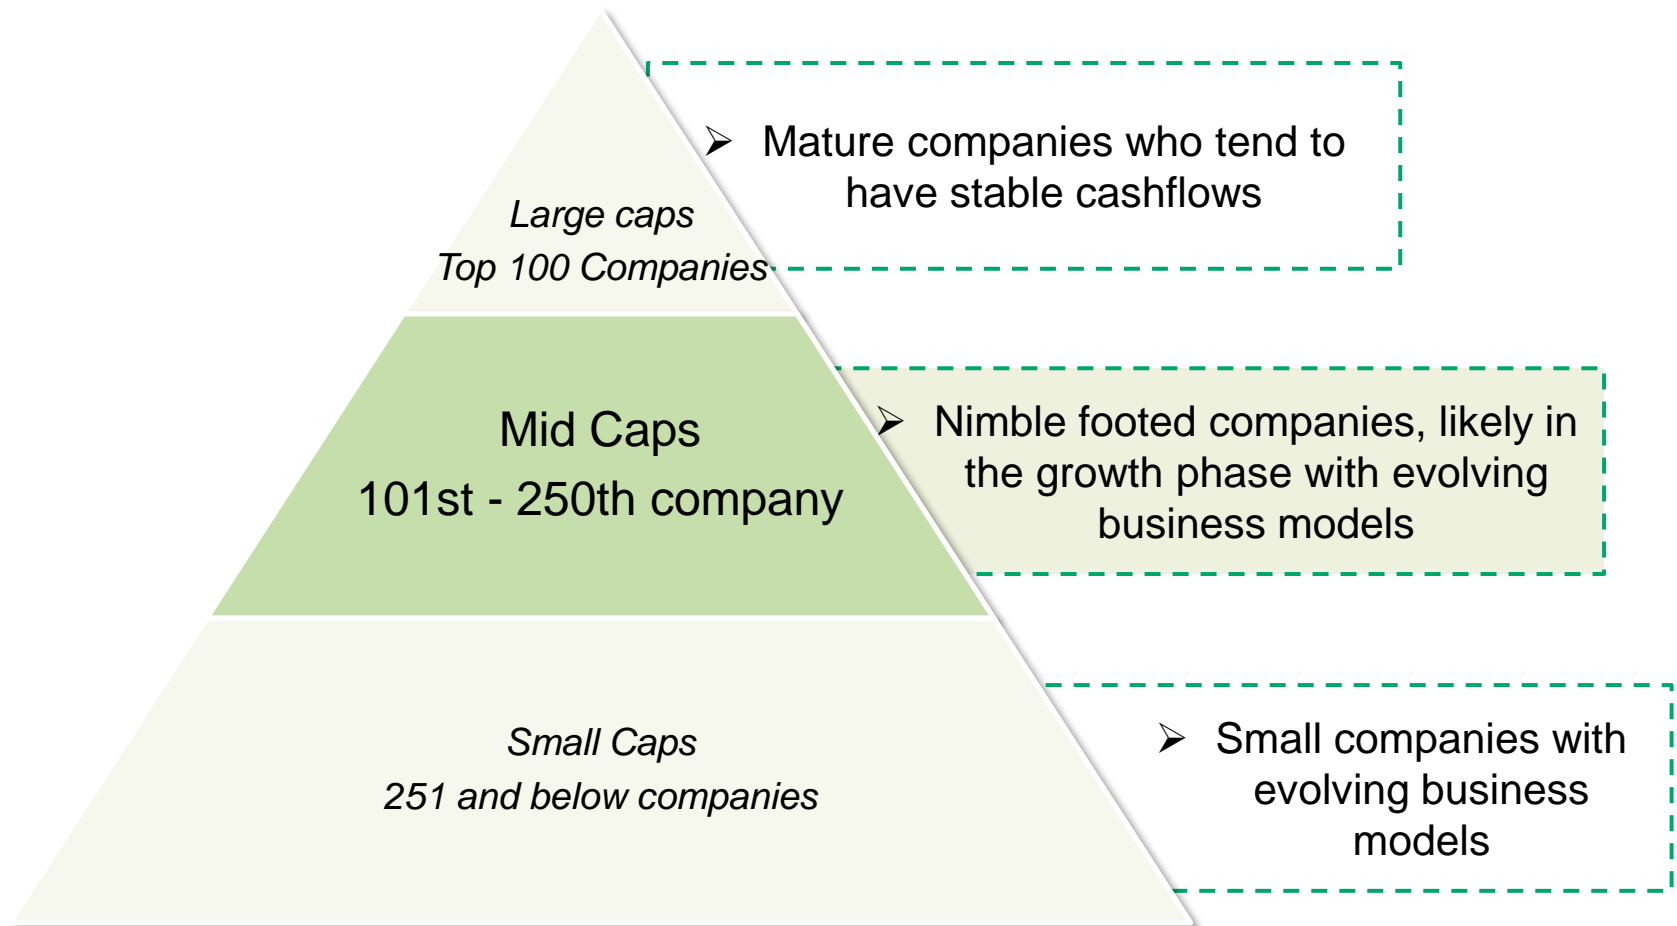 Large caps
Top 100 Companies
➢ Mature companies who tend to
have stable cashflows
Mid Caps
101st - 250th company
➢ Nimble footed companies, likely in
the growth phase with evolving
business models
Small Caps
251 and below companies
➢ Small companies with
evolving business
models